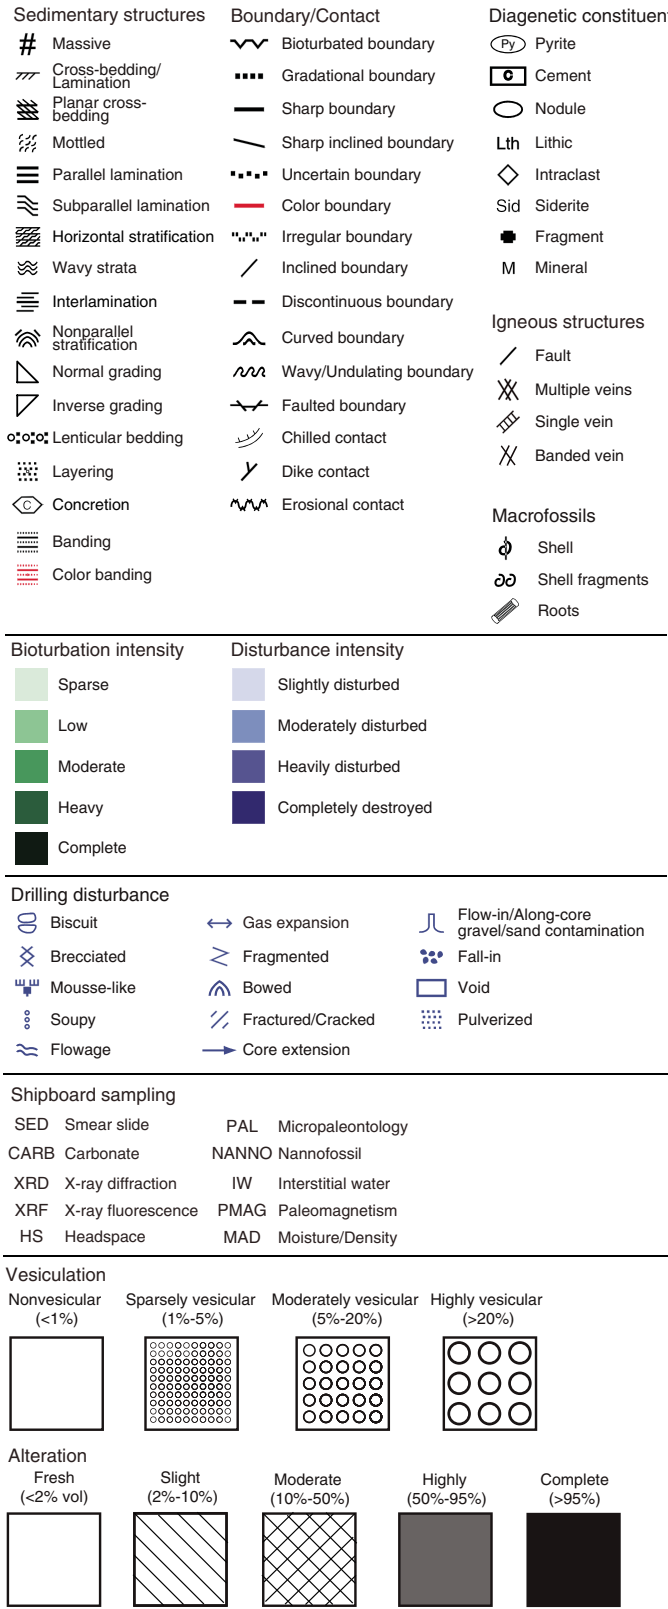 Sedimentary structures
# Massive
Cross-bedding/
Lamination
Planar cross-
bedding
Mottled
Parallel lamination
Subparallel lamination
Horizontal stratification
Wavy strata
Interlamination
Nonparallel
stratification
Normal grading
Inverse grading
Lenticular bedding
Layering
C Concretion
Banding
Color banding
Boundary/Contact
Bioturbated boundary
Gradational boundary
Sharp boundary
Sharp inclined boundary
Uncertain boundary
Color boundary
Irregular boundary
Inclined boundary
Discontinuous boundary
Curved boundary
Wavy/Undulating boundary
Faulted boundary
Chilled contact
Dike contact
Erosional contact
Diagenetic constituen
Py Pyrite
C Cement
Nodule
Lth Lithic
Intraclast
Sid Siderite
Fragment
M Mineral
Igneous structures
Fault
Multiple veins
Single vein
Banded vein
Macrofossils
Shell
Shell fragments
Roots
Bioturbation intensity
Sparse
Low
Moderate
Heavy
Complete
Disturbance intensity
Slightly disturbed
Moderately disturbed
Heavily disturbed
Completely destroyed
Drilling disturbance
Biscuit
Brecciated
Mousse-like
Soupy
Flowage
Gas expansion
Fragmented
Bowed
Fractured/Cracked
Core extension
Flow-in/Along-core
gravel/sand contamination
Fall-in
Void
Pulverized
Shipboard sampling
SED Smear slide
CARB Carbonate
XRD X-ray diffraction
XRF X-ray fluorescence
HS Headspace
PAL Micropaleontology
NANNO Nannofossil
IW Interstitial water
PMAG Paleomagnetism
MAD Moisture/Density
Vesiculation
Nonvesicular
(<1%)
Sparsely vesicular
(1%-5%)
Moderately vesicular
(5%-20%)
Highly vesicular
(>20%)
Alteration
Fresh
(<2% vol)
Slight
(2%-10%)
Moderate
(10%-50%)
Highly
(50%-95%)
Complete
(>95%)